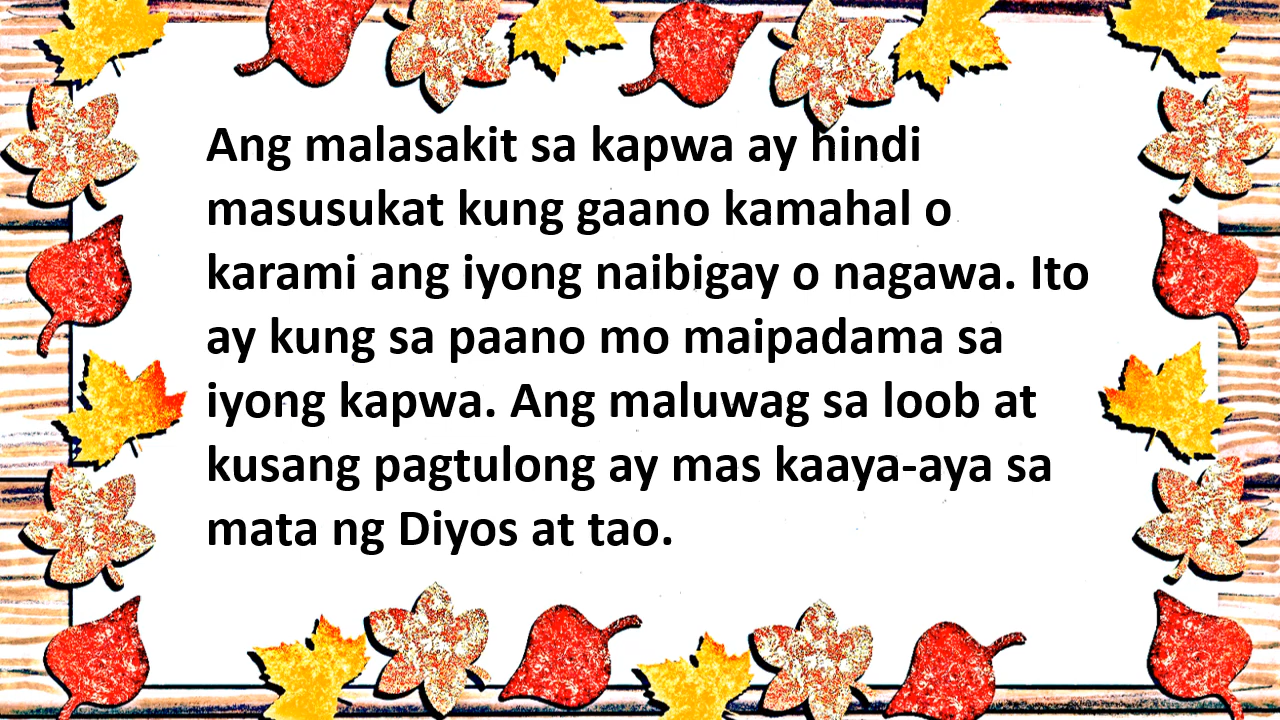 Ang malasakit sa kapwa ay hindi
masusukat kung gaano kamahal o
karami ang iyong naibigay o nagawa. Ito
ay kung sa paano mo maipadama sa
iyong kapwa. Ang maluwag sa loob at
kusang pagtulong ay mas kaaya-aya sa
mata ng Diyos at tao.